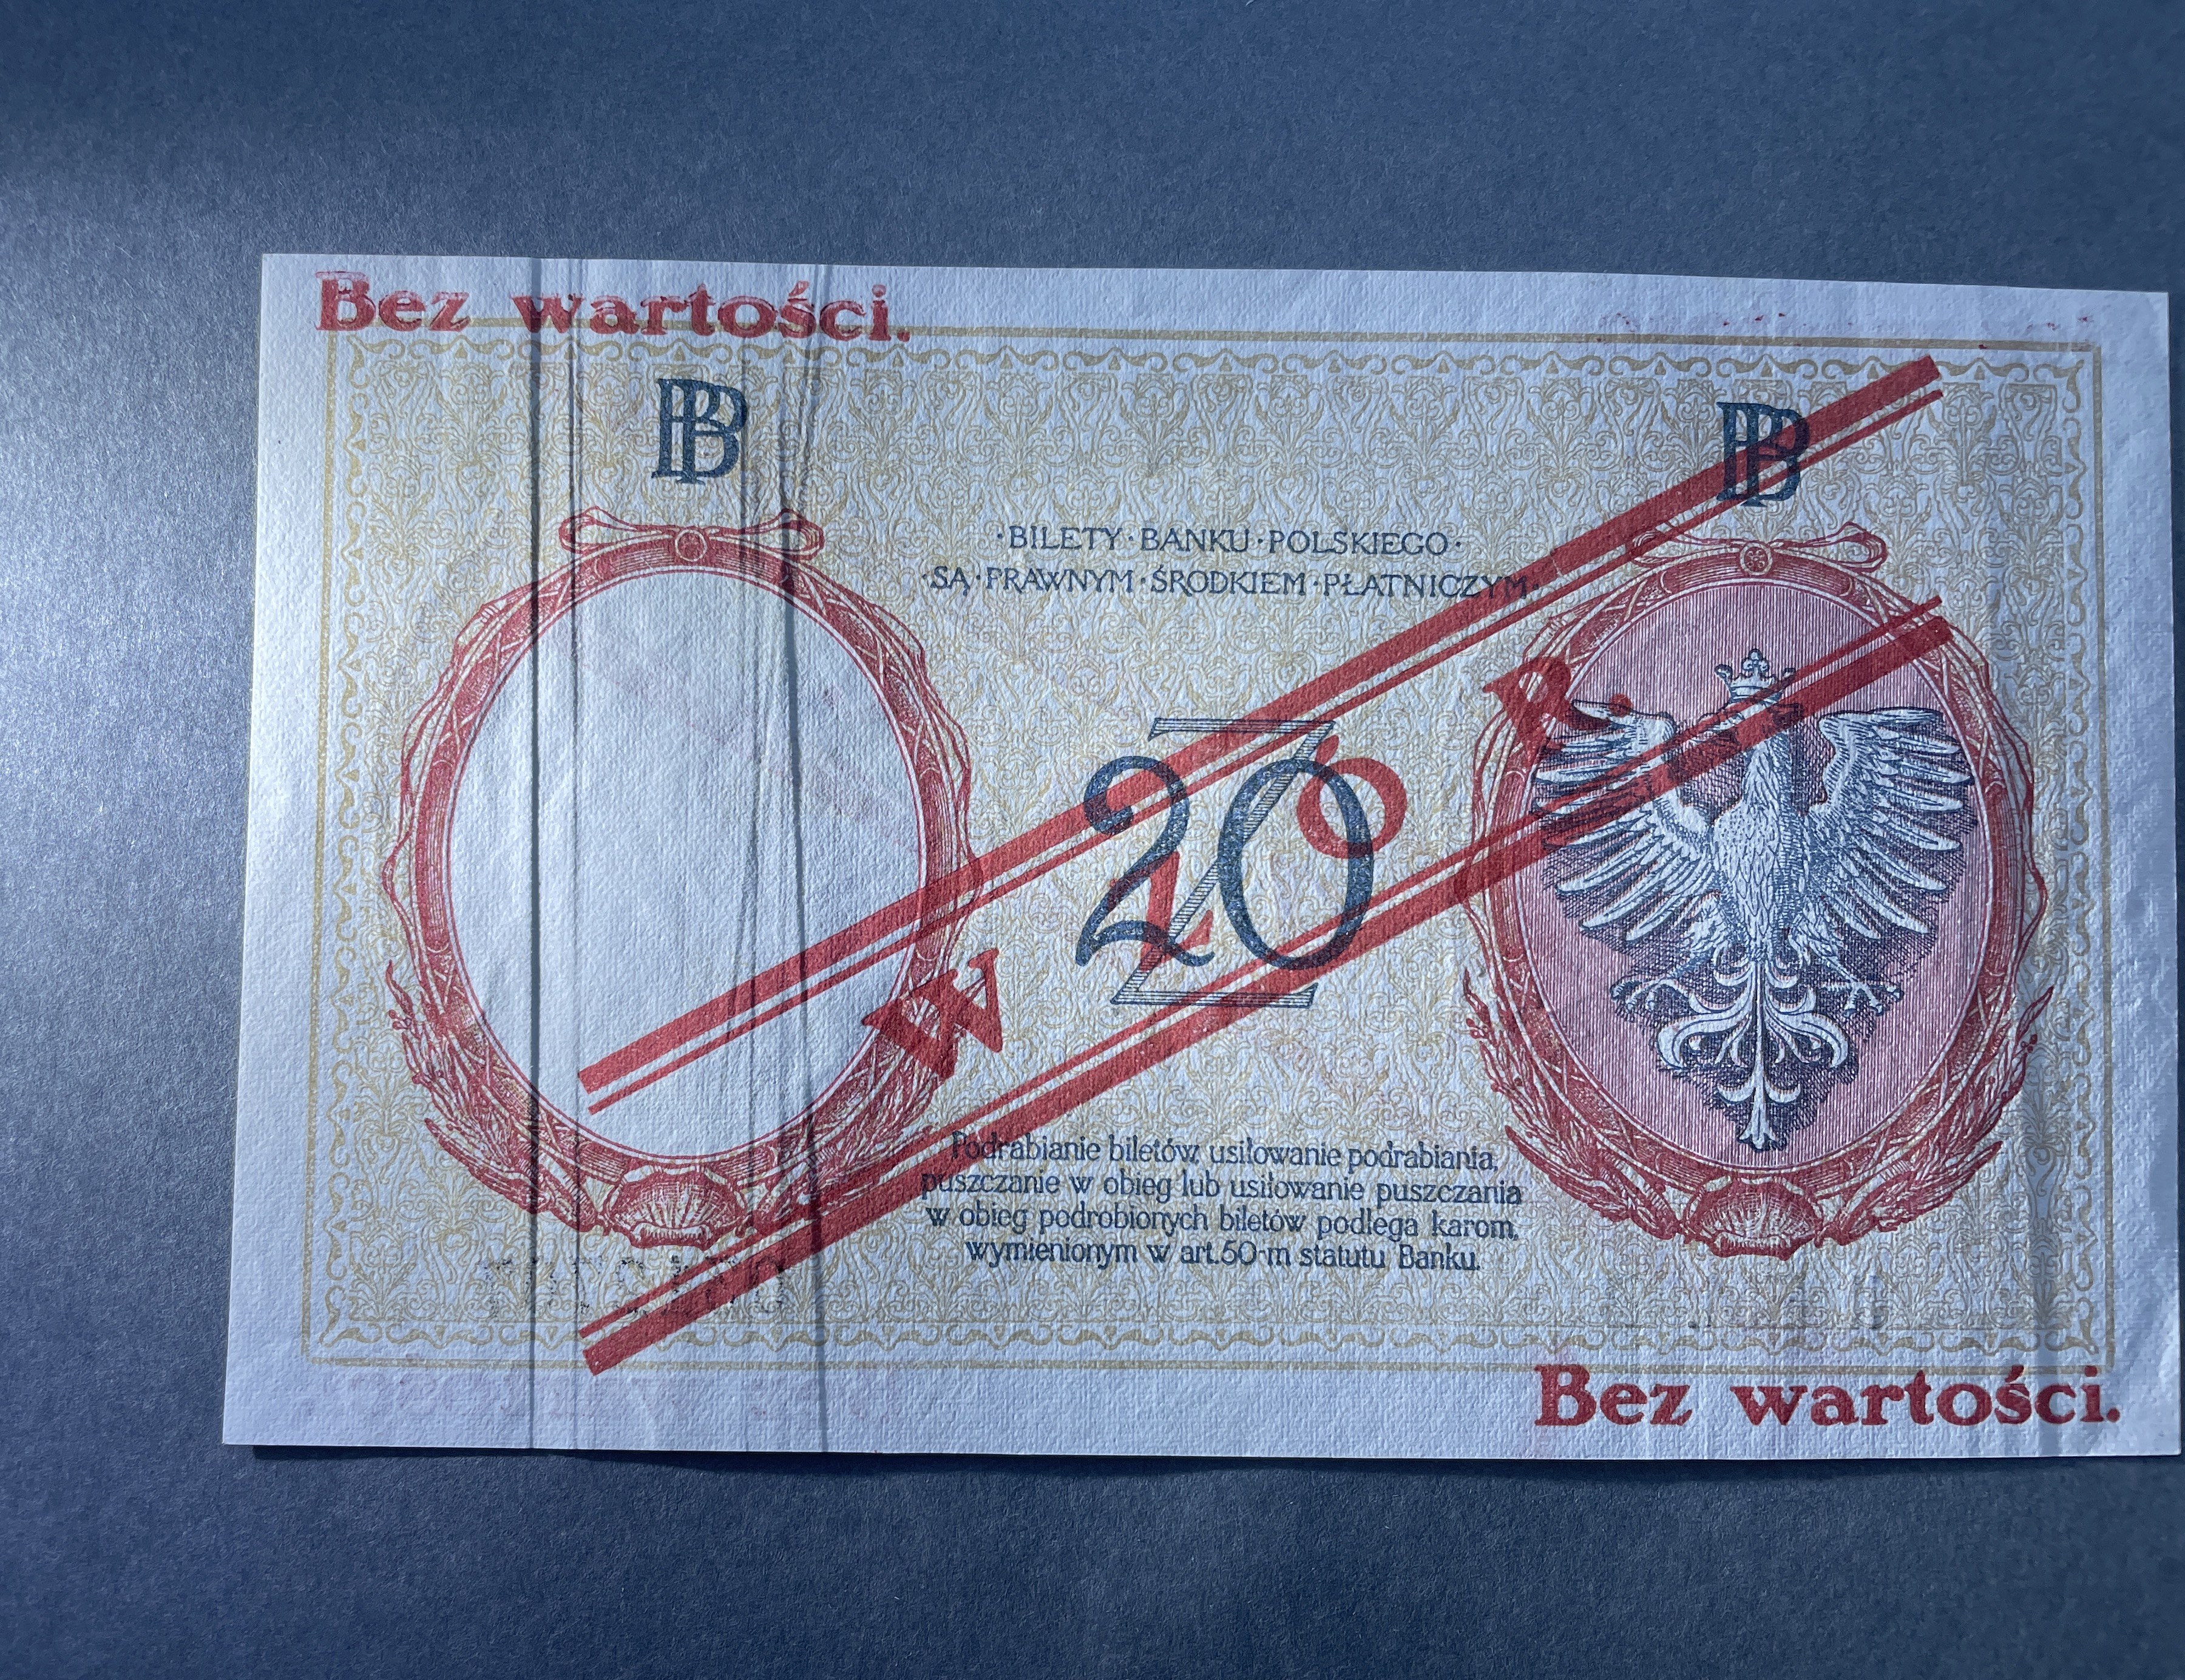 Bez wartości.
BP BP
·BILETY·BANKU·POLSKIEGO·
·SĄ·PRAWNYM·ŚRODKIEM·PŁATNICZYM·
20 Z
WZÓR.
Podrabianie biletów, usiłowanie podrabiania,
puszczanie w obieg lub usiłowanie puszczania
w obieg podrobionych biletów podlega karom,
wymienionym w art.50-m statutu Banku.
Bez wartości.